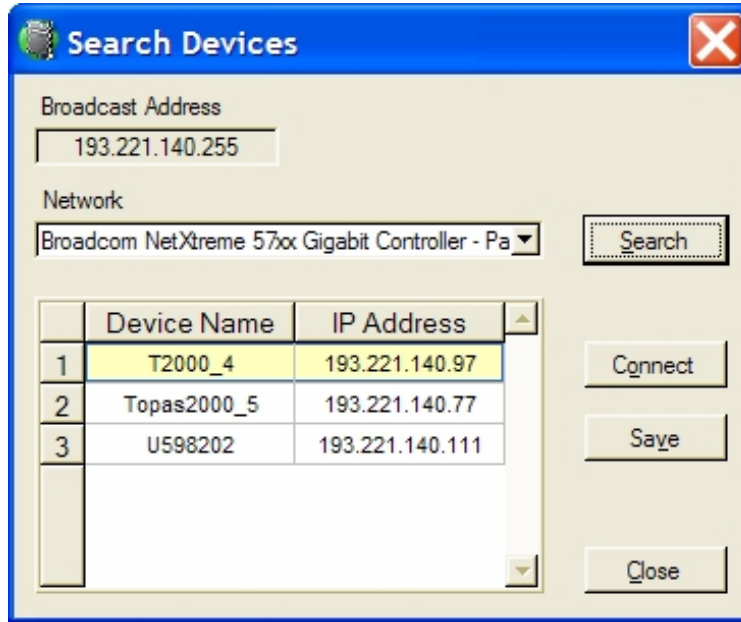 Search Devices
Broadcast Address
193.221.140.255
Network
Broadcom NetXtreme 57xx Gigabit Controller - Pa
Search
Device Name IP Address
1 T2000_4 193.221.140.97
2 Topas2000_5 193.221.140.77
3 U598202 193.221.140.111
Connect
Save
Close